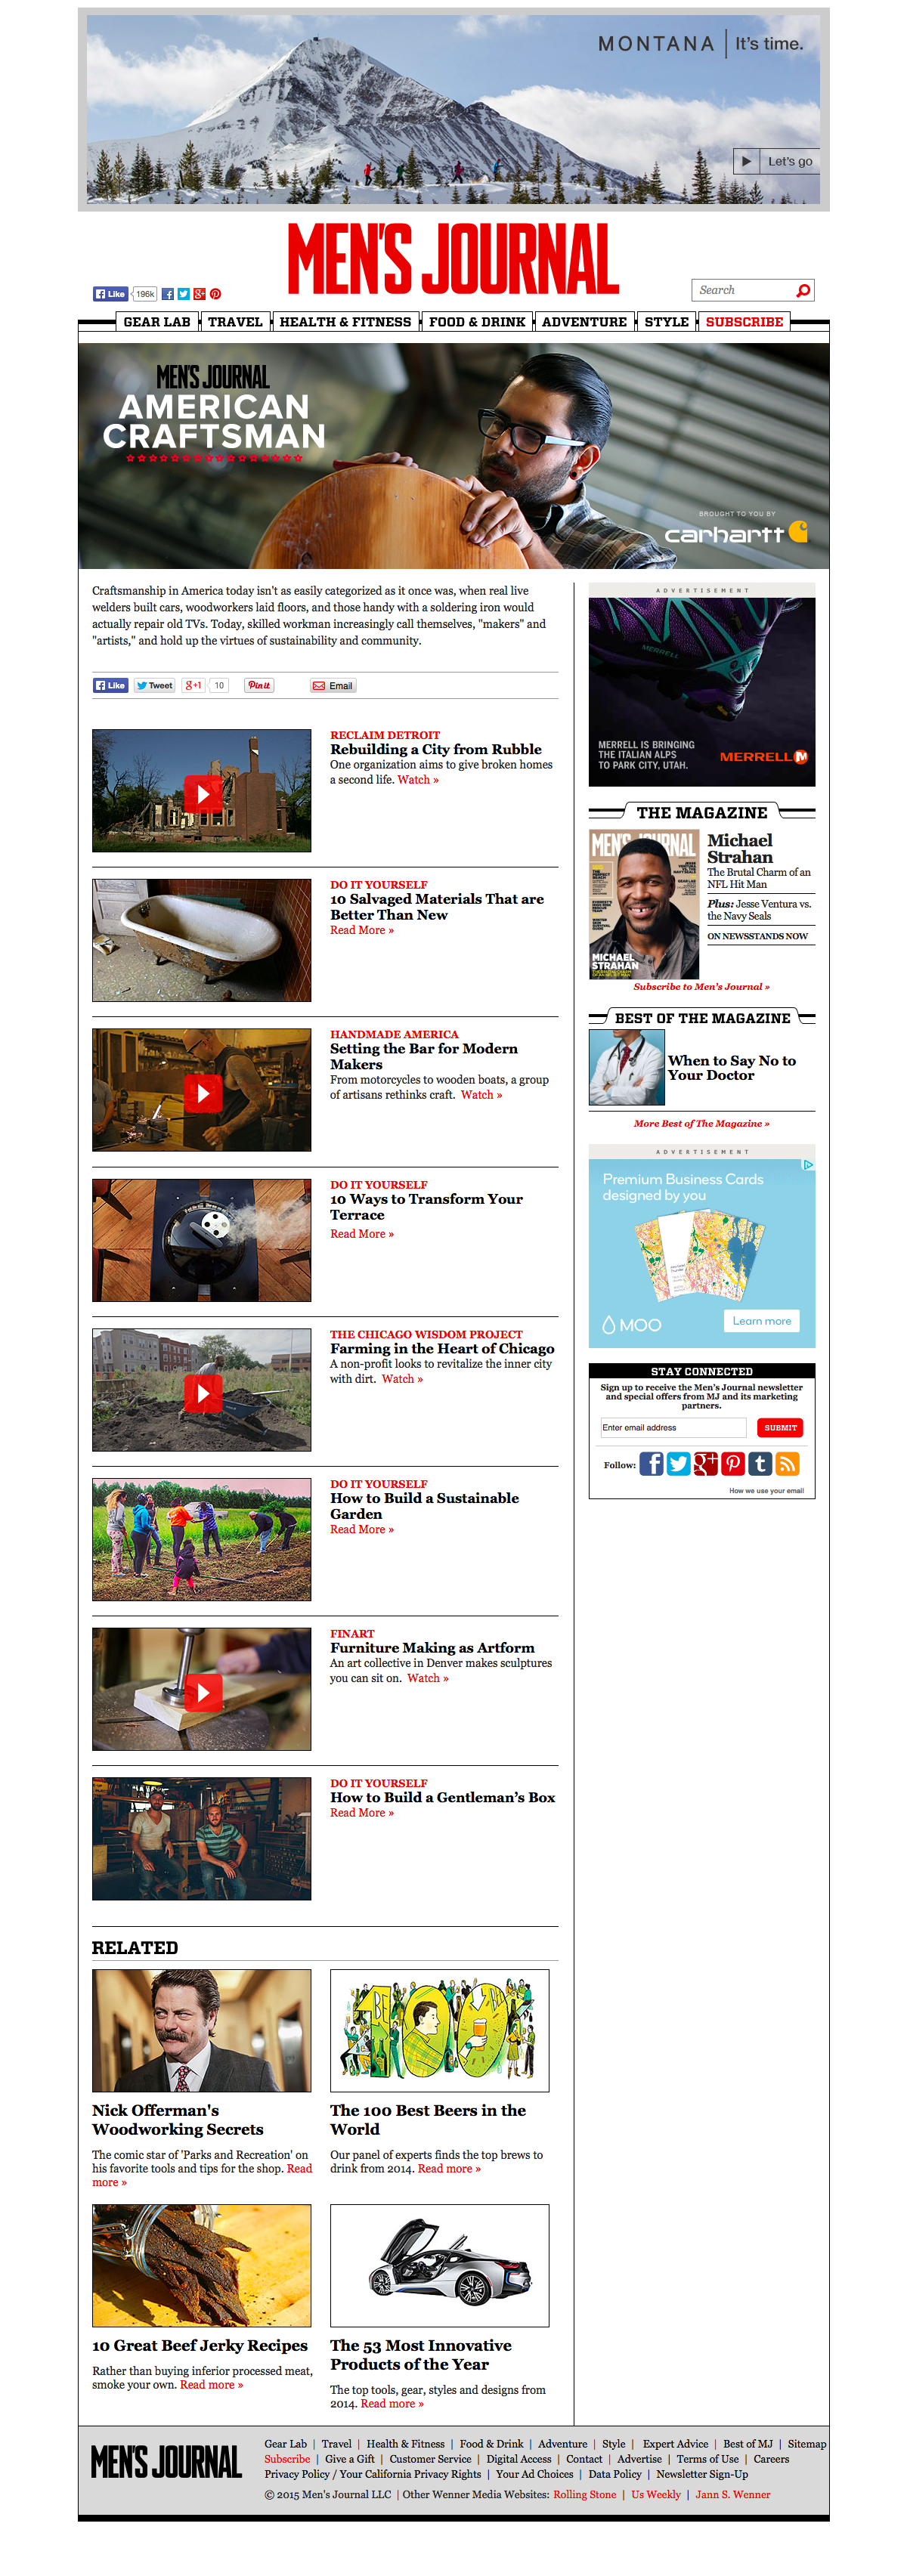 MONTANA | It's time.
Let's go
MEN'S JOURNAL
Like 196k
Search
GEAR LAB
TRAVEL
HEALTH & FITNESS
FOOD & DRINK
ADVENTURE
STYLE
SUBSCRIBE
MEN'S JOURNAL
AMERICAN
CRAFTSMAN
BROUGHT TO YOU BY
carhartt
Craftsmanship in America today isn't as easily categorized as it once was, when real live
welders built cars, woodworkers laid floors, and those handy with a soldering iron would
actually repair old TVs. Today, skilled workman increasingly call themselves, "makers" and
"artists," and hold up the virtues of sustainability and community.
Like Tweet g+1 10 Pin it Email
RECLAIM DETROIT
Rebuilding a City from Rubble
One organization aims to give broken homes
a second life. Watch »
DO IT YOURSELF
10 Salvaged Materials That are
Better Than New
Read More »
HANDMADE AMERICA
Setting the Bar for Modern
Makers
From motorcycles to wooden boats, a group
of artisans rethinks craft. Watch »
DO IT YOURSELF
10 Ways to Transform Your
Terrace
Read More »
THE CHICAGO WISDOM PROJECT
Farming in the Heart of Chicago
A non-profit looks to revitalize the inner city
with dirt. Watch »
DO IT YOURSELF
How to Build a Sustainable
Garden
Read More »
FINART
Furniture Making as Artform
An art collective in Denver makes sculptures
you can sit on. Watch »
DO IT YOURSELF
How to Build a Gentleman's Box
Read More »
RELATED
Nick Offerman's
Woodworking Secrets
The comic star of 'Parks and Recreation' on
his favorite tools and tips for the shop. Read
more »
The 100 Best Beers in the
World
Our panel of experts finds the top brews to
drink from 2014. Read more »
10 Great Beef Jerky Recipes
Rather than buying inferior processed meat,
smoke your own. Read more »
The 53 Most Innovative
Products of the Year
The top tools, gear, styles and designs from
2014. Read more »
ADVERTISEMENT
MERRELL
MERRELL IS BRINGING
THE ITALIAN ALPS
TO PARK CITY, UTAH.
MERRELL
THE MAGAZINE
MEN'S JOURNAL
MICHAEL
STRAHAN
Michael
Strahan
The Brutal Charm of an
NFL Hit Man
Plus: Jesse Ventura vs.
the Navy Seals
ON NEWSSTANDS NOW
Subscribe to Men's Journal »
BEST OF THE MAGAZINE
When to Say No to
Your Doctor
More Best of The Magazine »
ADVERTISEMENT
Premium Business Cards
designed by you
MOO
Learn more
STAY CONNECTED
Sign up to receive the Men's Journal newsletter
and special offers from MJ and its marketing
partners.
Enter email address
SUBMIT
Follow:
How we use your email
MEN'S JOURNAL
Gear Lab | Travel | Health & Fitness | Food & Drink | Adventure | Style | Expert Advice | Best of MJ | Sitemap
Subscribe | Give a Gift | Customer Service | Digital Access | Contact | Advertise | Terms of Use | Careers
Privacy Policy / Your California Privacy Rights | Your Ad Choices | Data Policy | Newsletter Sign-Up
© 2015 Men's Journal LLC | Other Wenner Media Websites: Rolling Stone | Us Weekly | Jann S. Wenner